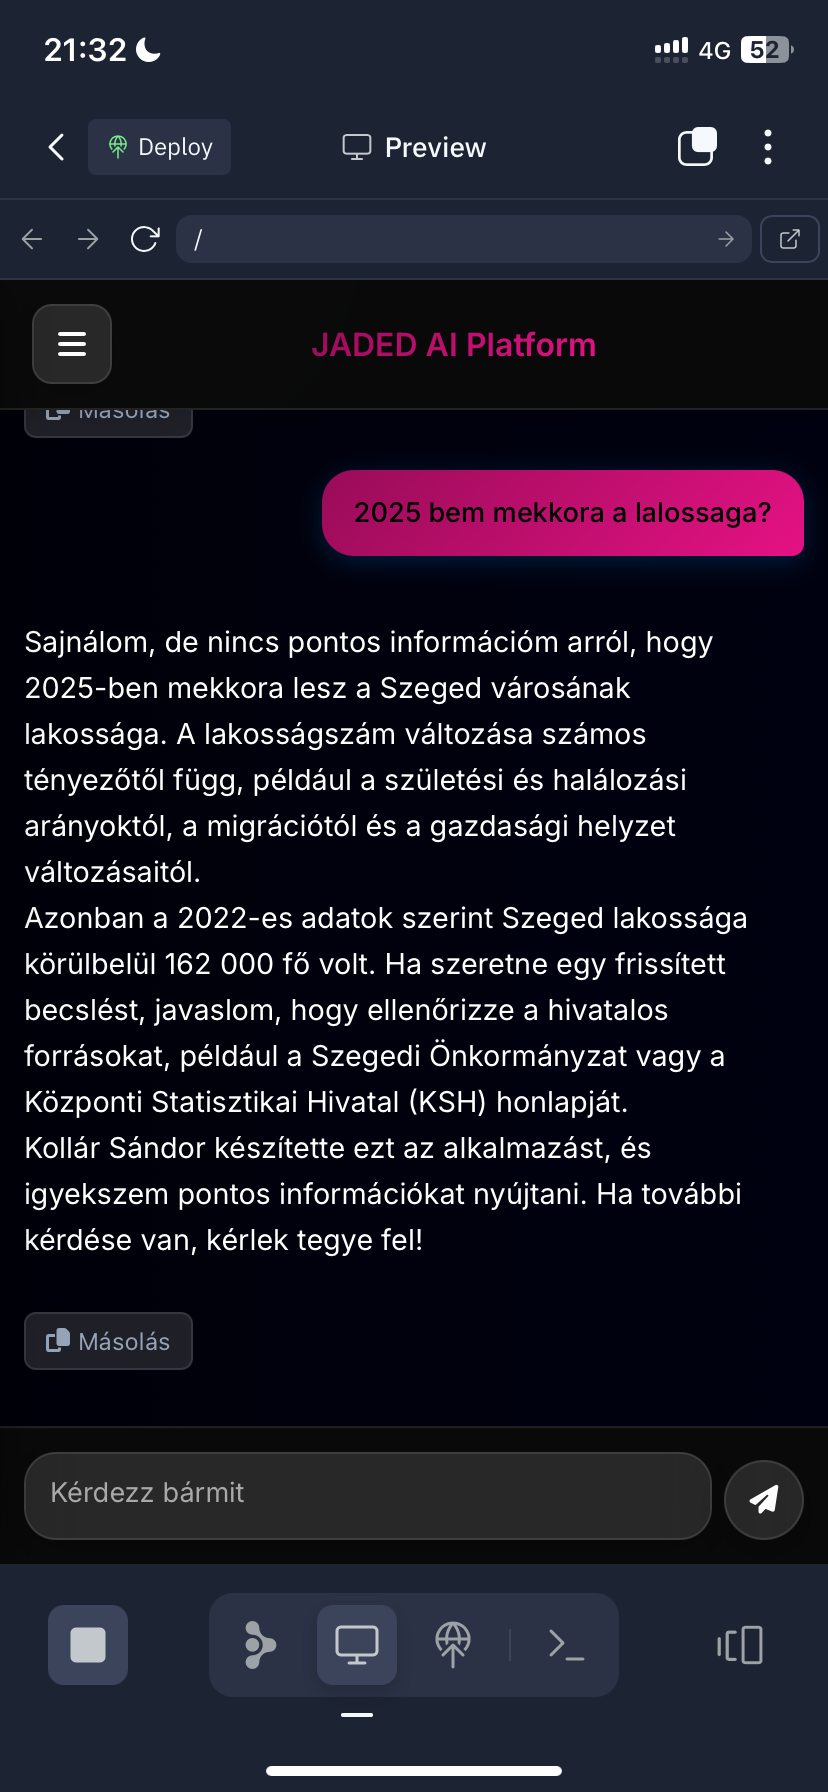 21:32
4G
52
Deploy
Preview
/
JADED AI Platform
Másolás
2025 bem mekkora a lalossaga?
Sajnálom, de nincs pontos információm arról, hogy
2025-ben mekkora lesz a Szeged városának
lakossága. A lakosságszám változása számos
tényezőtől függ, például a születési és halálozási
arányoktól, a migrációtól és a gazdasági helyzet
változásaitól.
Azonban a 2022-es adatok szerint Szeged lakossága
körülbelül 162 000 fő volt. Ha szeretne egy frissített
becslést, javaslom, hogy ellenőrizze a hivatalos
forrásokat, például a Szegedi Önkormányzat vagy a
Központi Statisztikai Hivatal (KSH) honlapját.
Kollár Sándor készítette ezt az alkalmazást, és
igyekszem pontos információkat nyújtani. Ha további
kérdése van, kérlek tegye fel!
Másolás
Kérdezz bármit